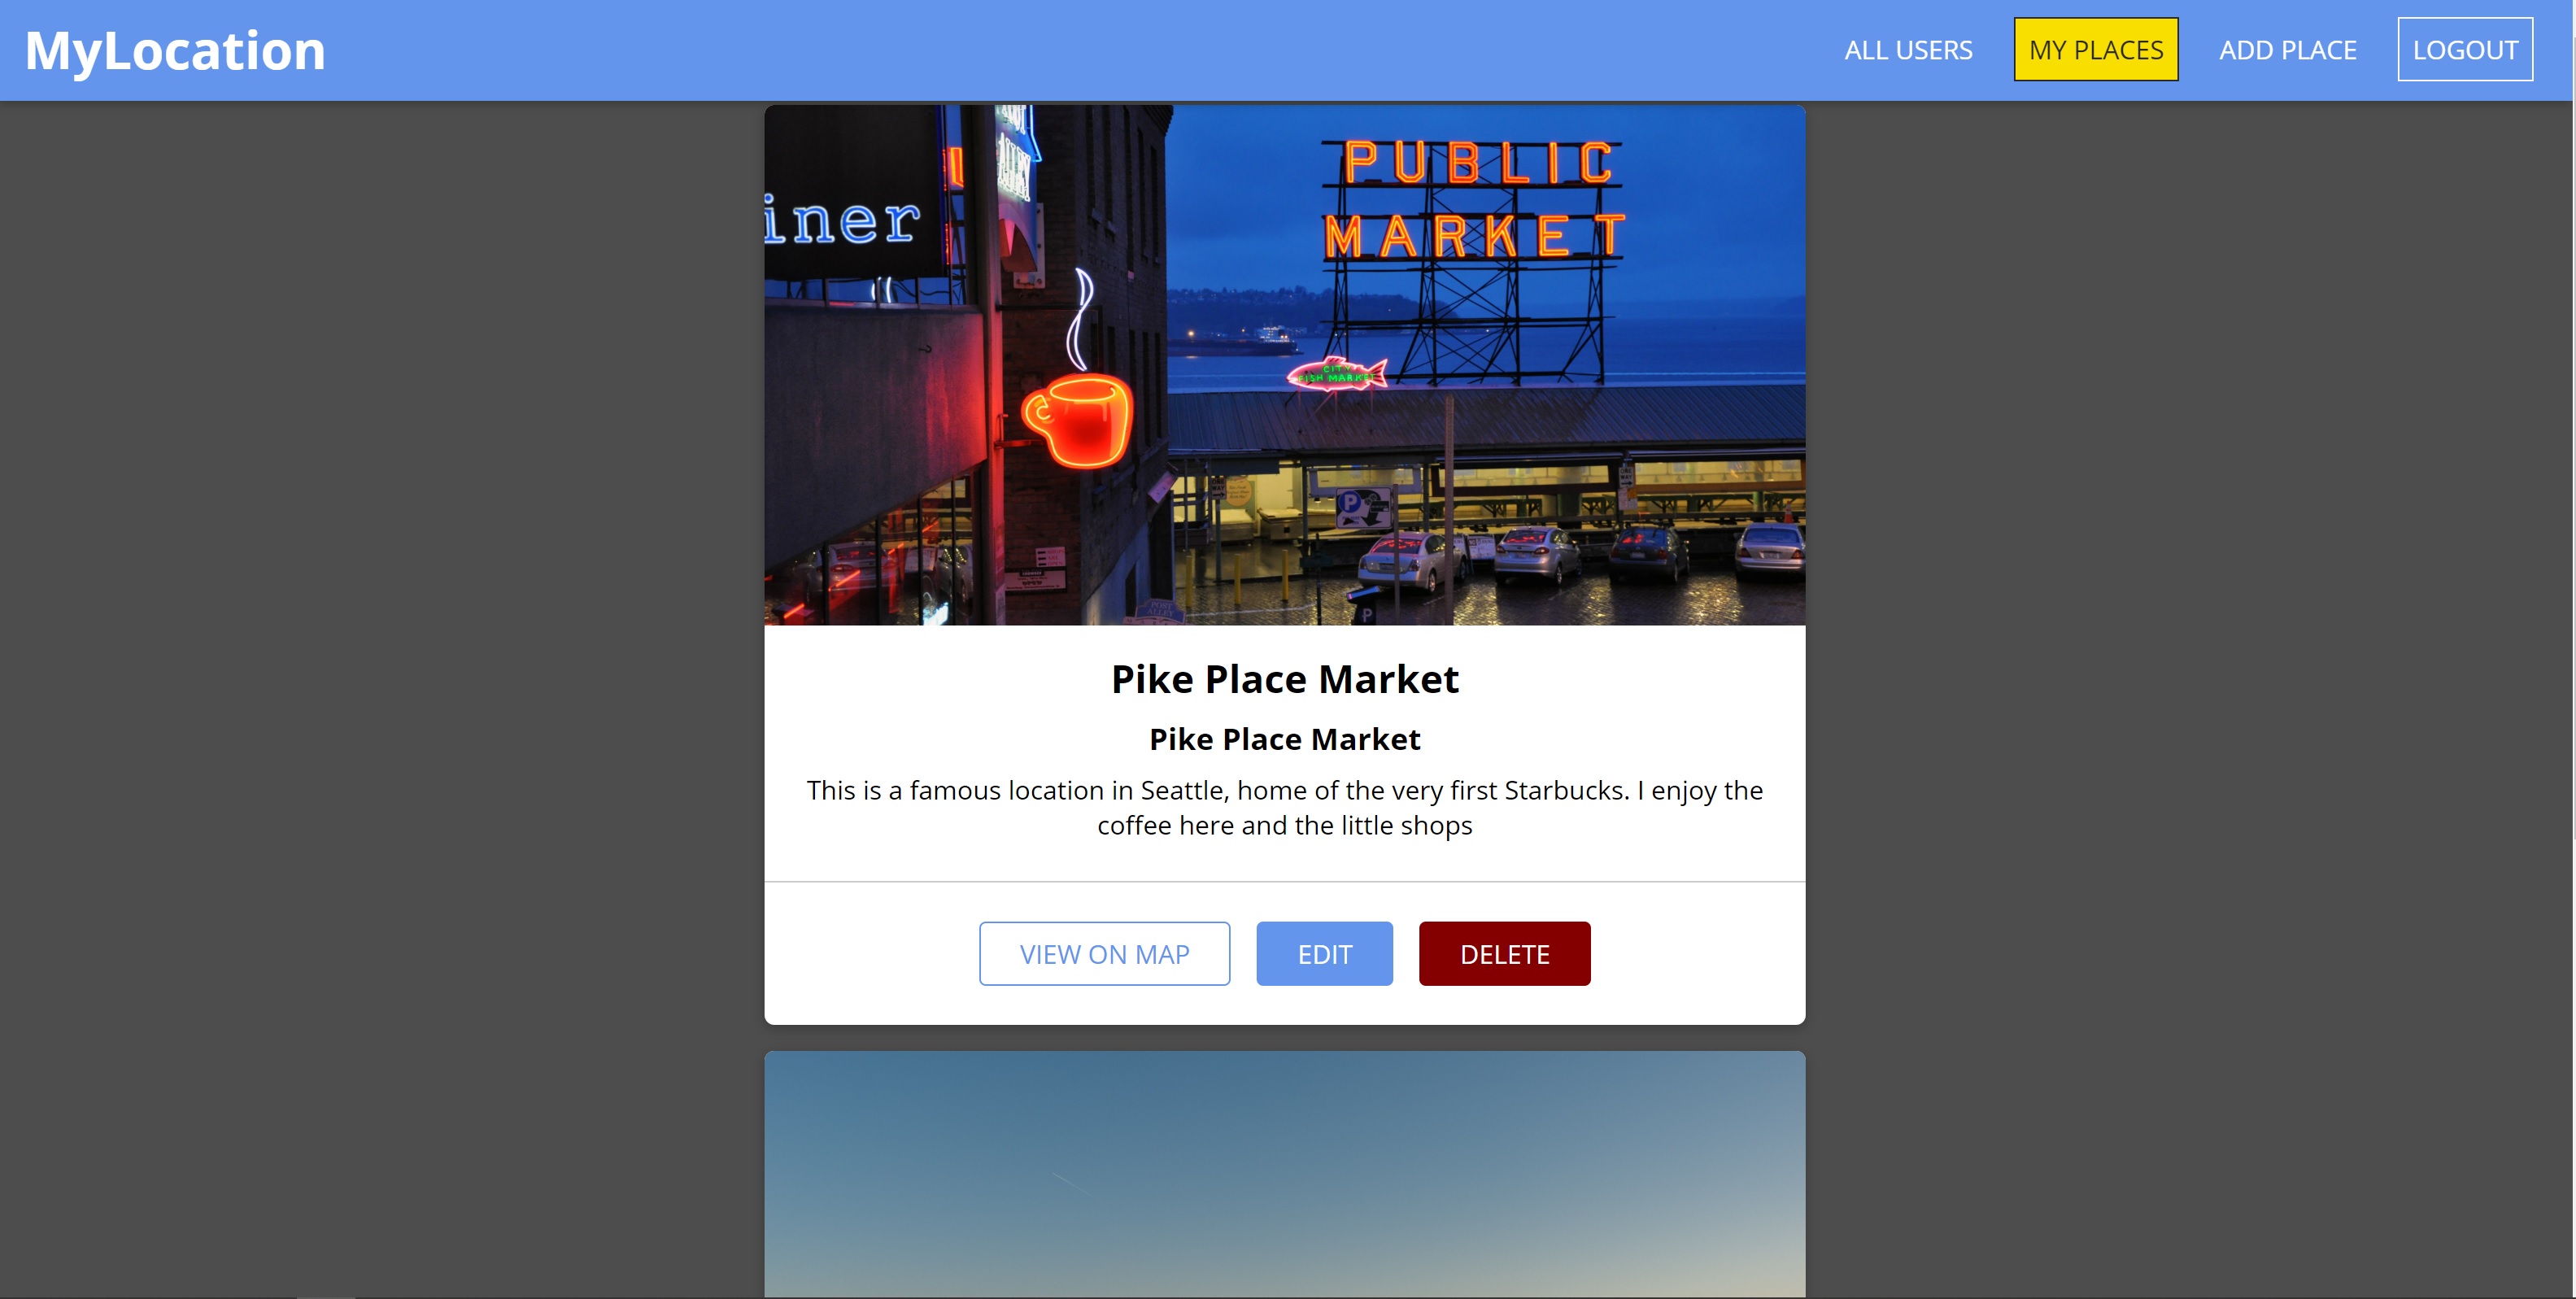 MyLocation
ALL USERS
MY PLACES
ADD PLACE
LOGOUT
iner
PUBLIC
MARKET
CITY
FISH MARKET
P
POST
ALLEY
P
Pike Place Market
Pike Place Market
This is a famous location in Seattle, home of the very first Starbucks. I enjoy the
coffee here and the little shops
VIEW ON MAP
EDIT
DELETE